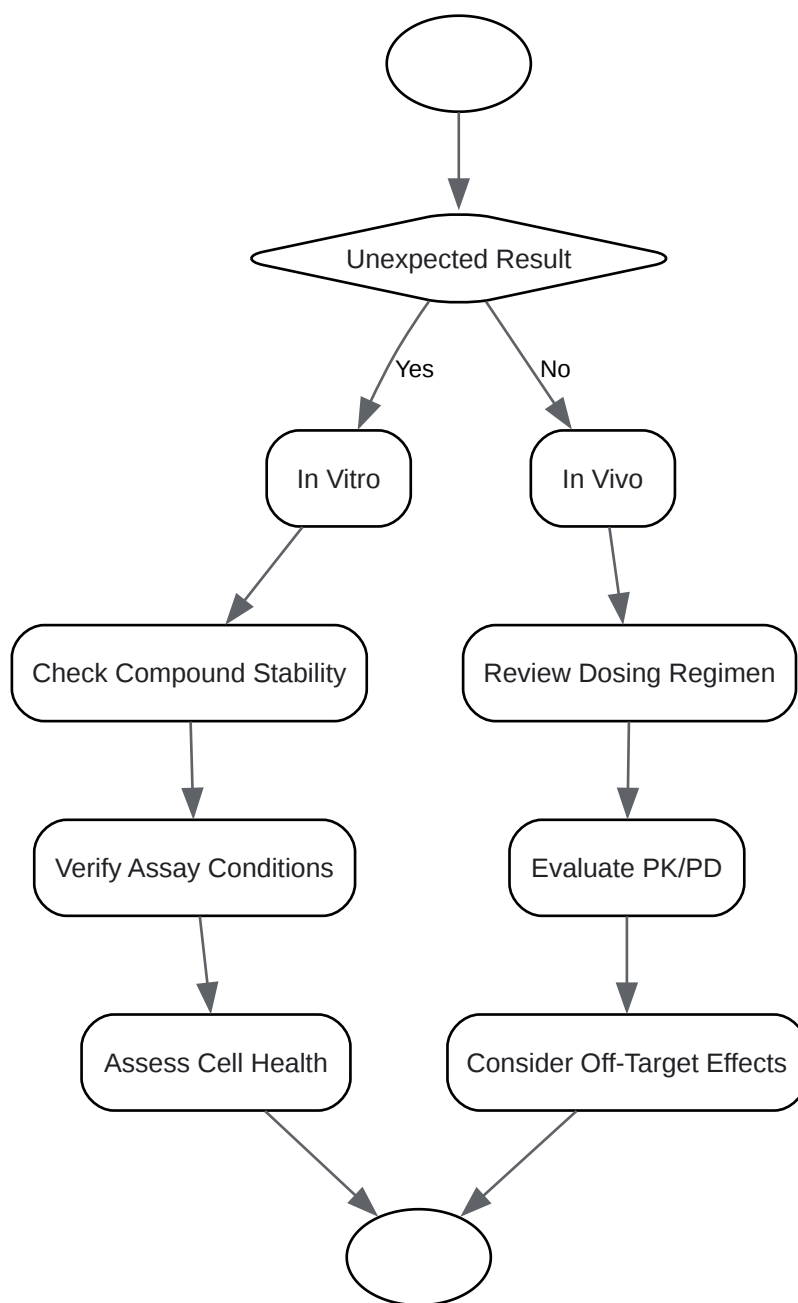 Unexpected Result
Yes
No
In Vitro
In Vivo
Check Compound Stability
Review Dosing Regimen
Verify Assay Conditions
Evaluate PK/PD
Assess Cell Health
Consider Off-Target Effects